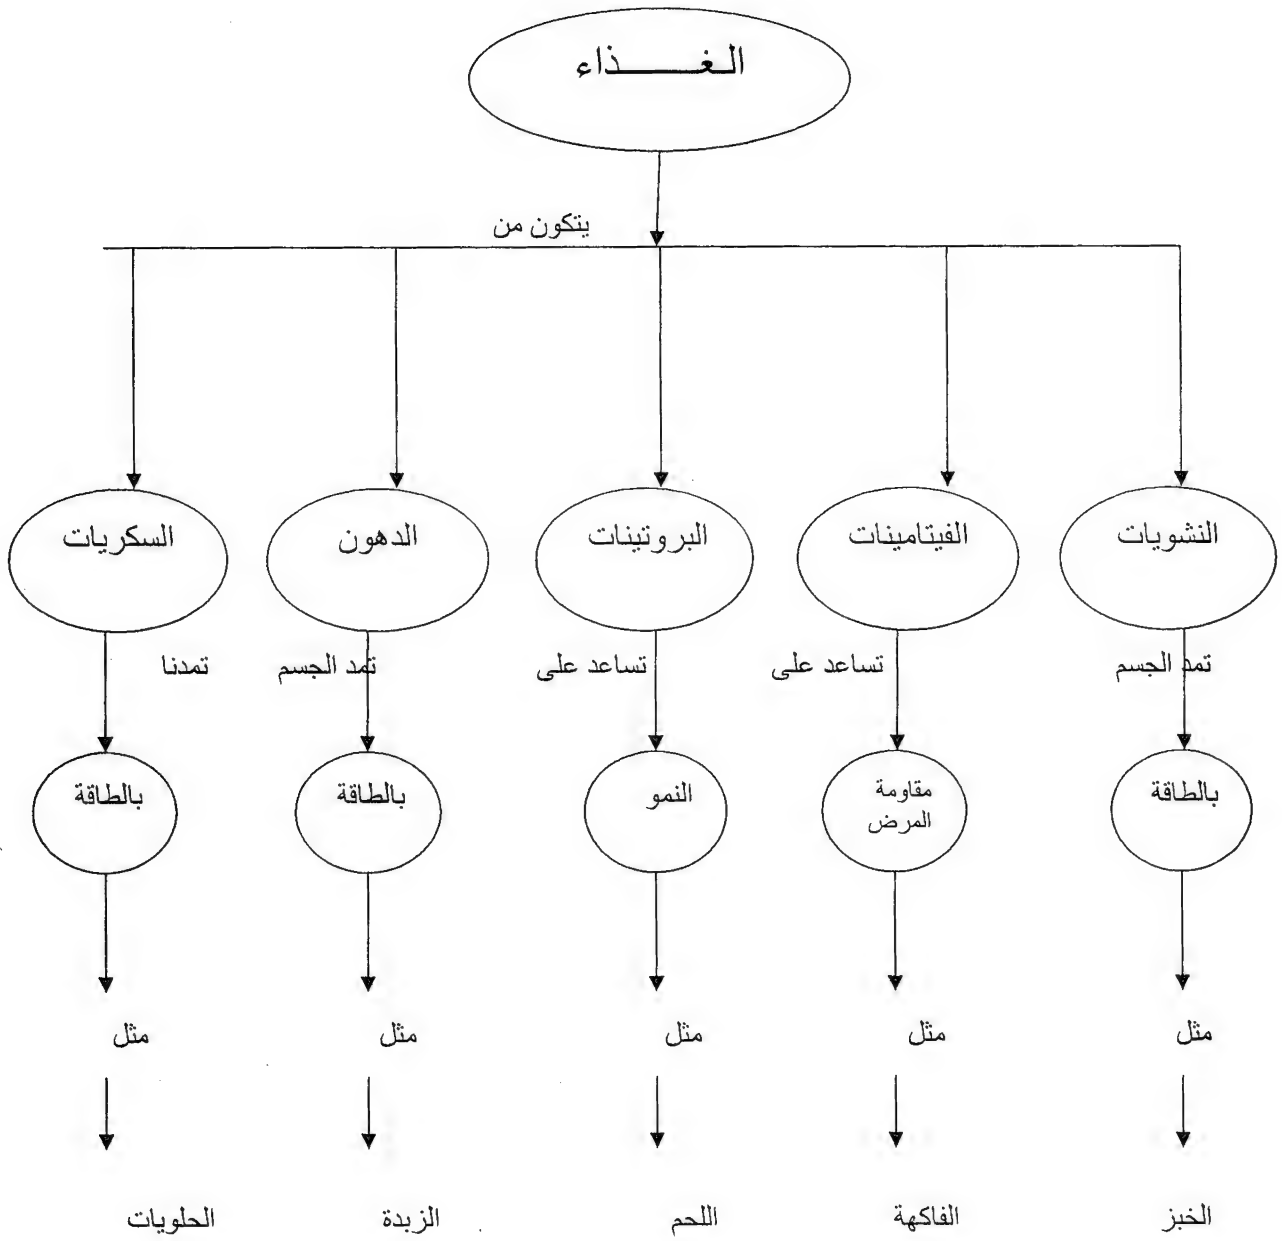 الغـــــذاء
يتكون من
النشويات
الفيتامينات
البروتينات
الدهون
السكريات
تمد الجسم
تساعد على
تساعد على
تمد الجسم
تمدنا
بالطاقة
مقاومة
المرض
النمو
بالطاقة
بالطاقة
مثل
مثل
مثل
مثل
مثل
الخبز
الفاكهة
اللحم
الزبدة
الحلويات